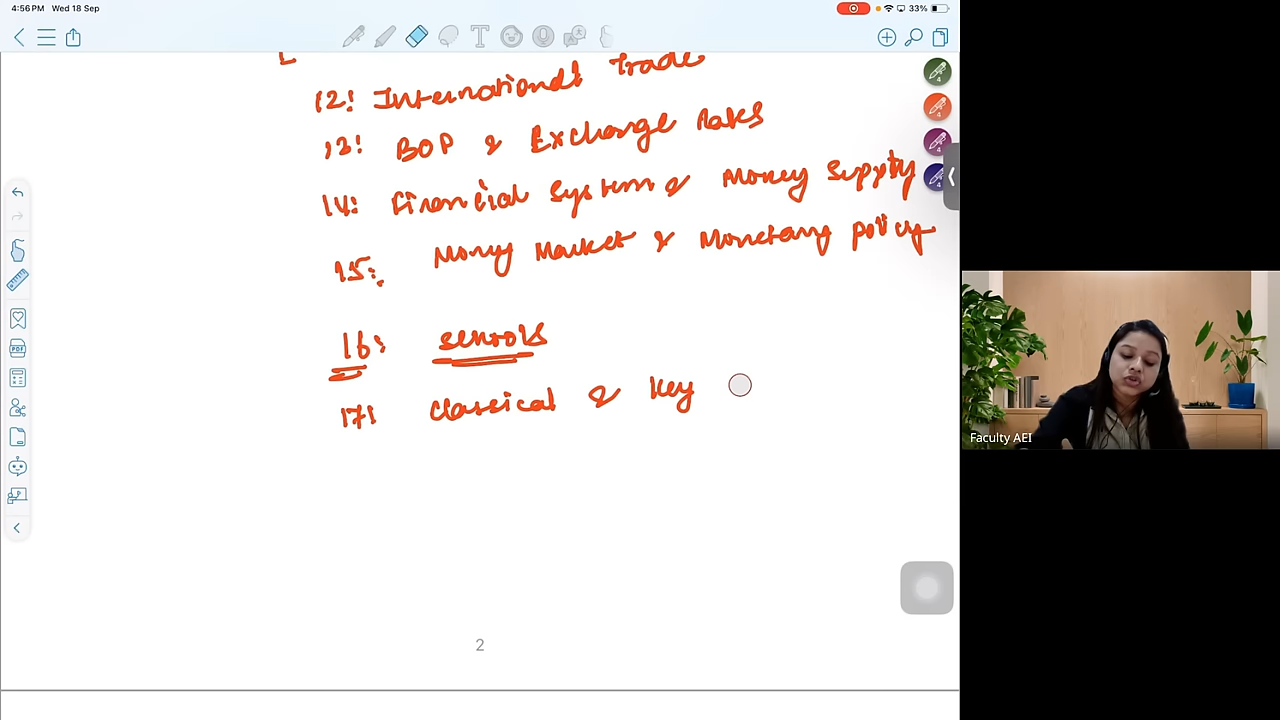 4:56 PM Wed 18 Sep
33%
12: International Trade
13: BOP & Exchange Rates
14: Financial System & Money Supply
15: Money Market & Monetary policy
16: schools
17: Classical & Key
Faculty AEI
2